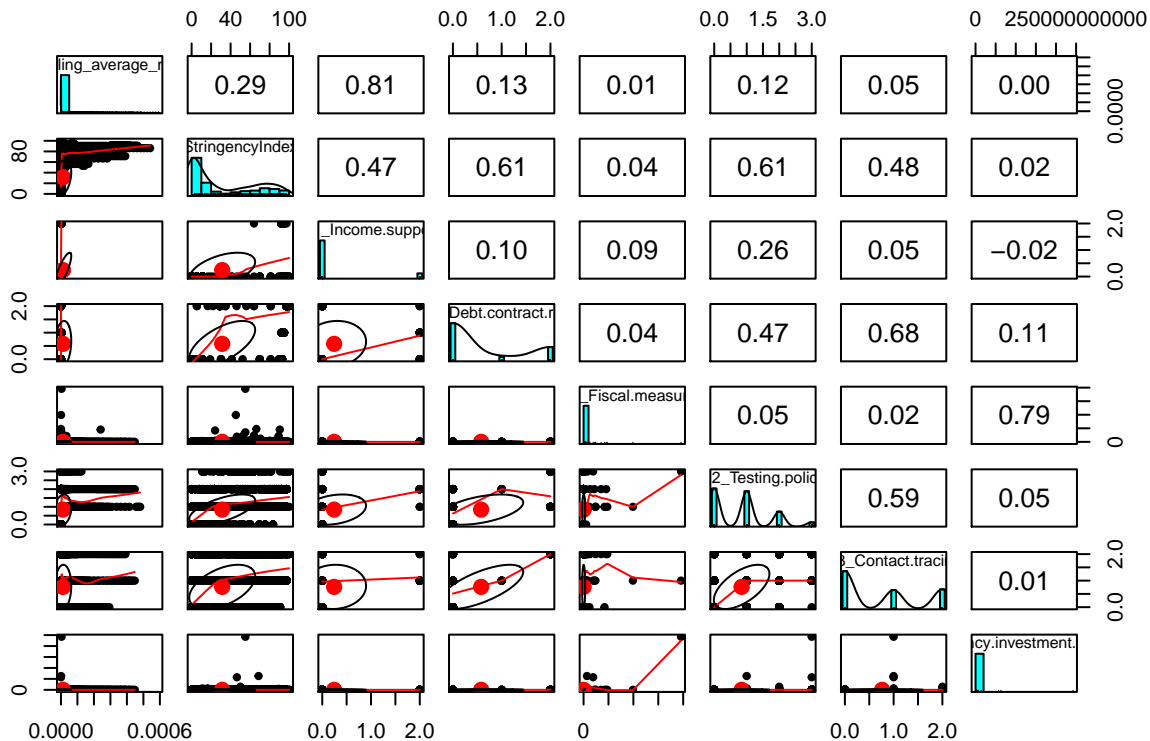 0 40 100 0.0 1.0 2.0 0.0 1.5 3.0 0 250000000000
ling_average_r 0.29 0.81 0.13 0.01 0.12 0.05 0.00 0.0000
0 80 StringencyIndex 0.47 0.61 0.04 0.61 0.48 0.02
_Income.suppo 0.10 0.09 0.26 0.05 −0.02 0.0 2.0
0.0 2.0 Debt.contract.r 0.04 0.47 0.68 0.11
_Fiscal.measur 0.05 0.02 0.79 0
0.0 3.0 2_Testing.polic 0.59 0.05
3_Contact.traci 0.01 0.0 2.0
0 ncy.investment.
0.0000 0.0006 0.0 1.0 2.0 0 0.0 1.0 2.0